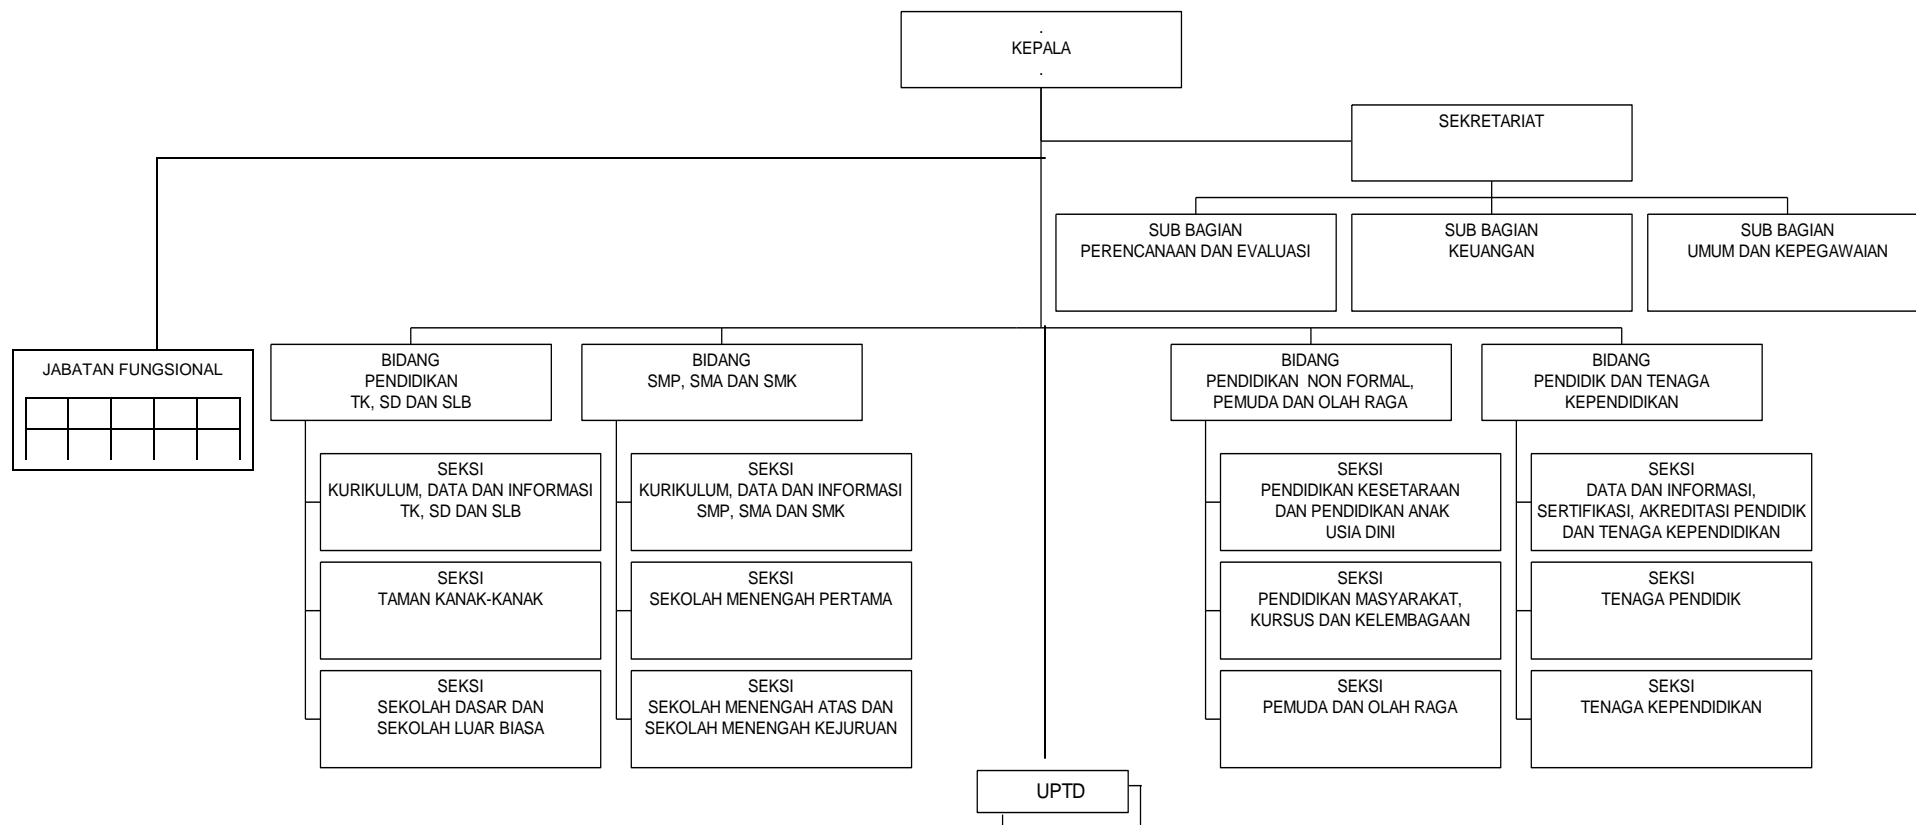 .
KEPALA
.
SEKRETARIAT
SUB BAGIAN
PERENCANAAN DAN EVALUASI
SUB BAGIAN
KEUANGAN
SUB BAGIAN
UMUM DAN KEPEGAWAIAN
JABATAN FUNGSIONAL
BIDANG
PENDIDIKAN
TK, SD DAN SLB
SEKSI
KURIKULUM, DATA DAN INFORMASI
TK, SD DAN SLB
SEKSI
TAMAN KANAK-KANAK
SEKSI
SEKOLAH DASAR DAN
SEKOLAH LUAR BIASA
BIDANG
SMP, SMA DAN SMK
SEKSI
KURIKULUM, DATA DAN INFORMASI
SMP, SMA DAN SMK
SEKSI
SEKOLAH MENENGAH PERTAMA
SEKSI
SEKOLAH MENENGAH ATAS DAN
SEKOLAH MENENGAH KEJURUAN
BIDANG
PENDIDIKAN NON FORMAL,
PEMUDA DAN OLAH RAGA
SEKSI
PENDIDIKAN KESETARAAN
DAN PENDIDIKAN ANAK
USIA DINI
SEKSI
PENDIDIKAN MASYARAKAT,
KURSUS DAN KELEMBAGAAN
SEKSI
PEMUDA DAN OLAH RAGA
BIDANG
PENDIDIK DAN TENAGA
KEPENDIDIKAN
SEKSI
DATA DAN INFORMASI,
SERTIFIKASI, AKREDITASI PENDIDIK
DAN TENAGA KEPENDIDIKAN
SEKSI
TENAGA PENDIDIK
SEKSI
TENAGA KEPENDIDIKAN
UPTD